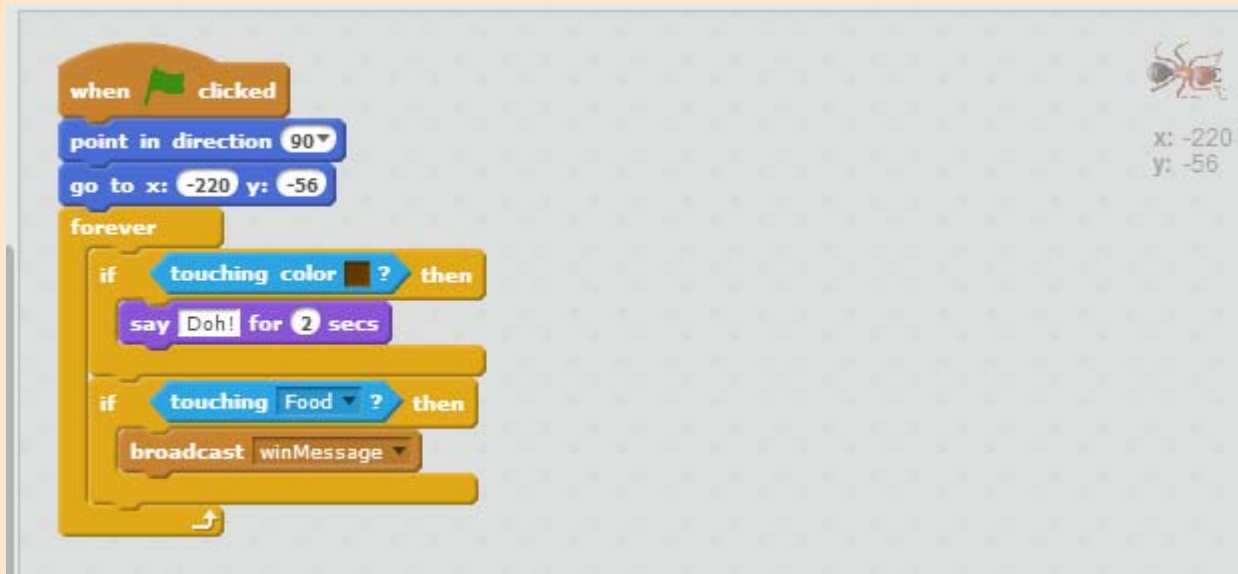 when clicked
point in direction 90
go to x: -220 y: -56
forever
if touching color ? then
say Doh! for 2 secs
if touching Food ? then
broadcast winMessage
x: -220
y: -56